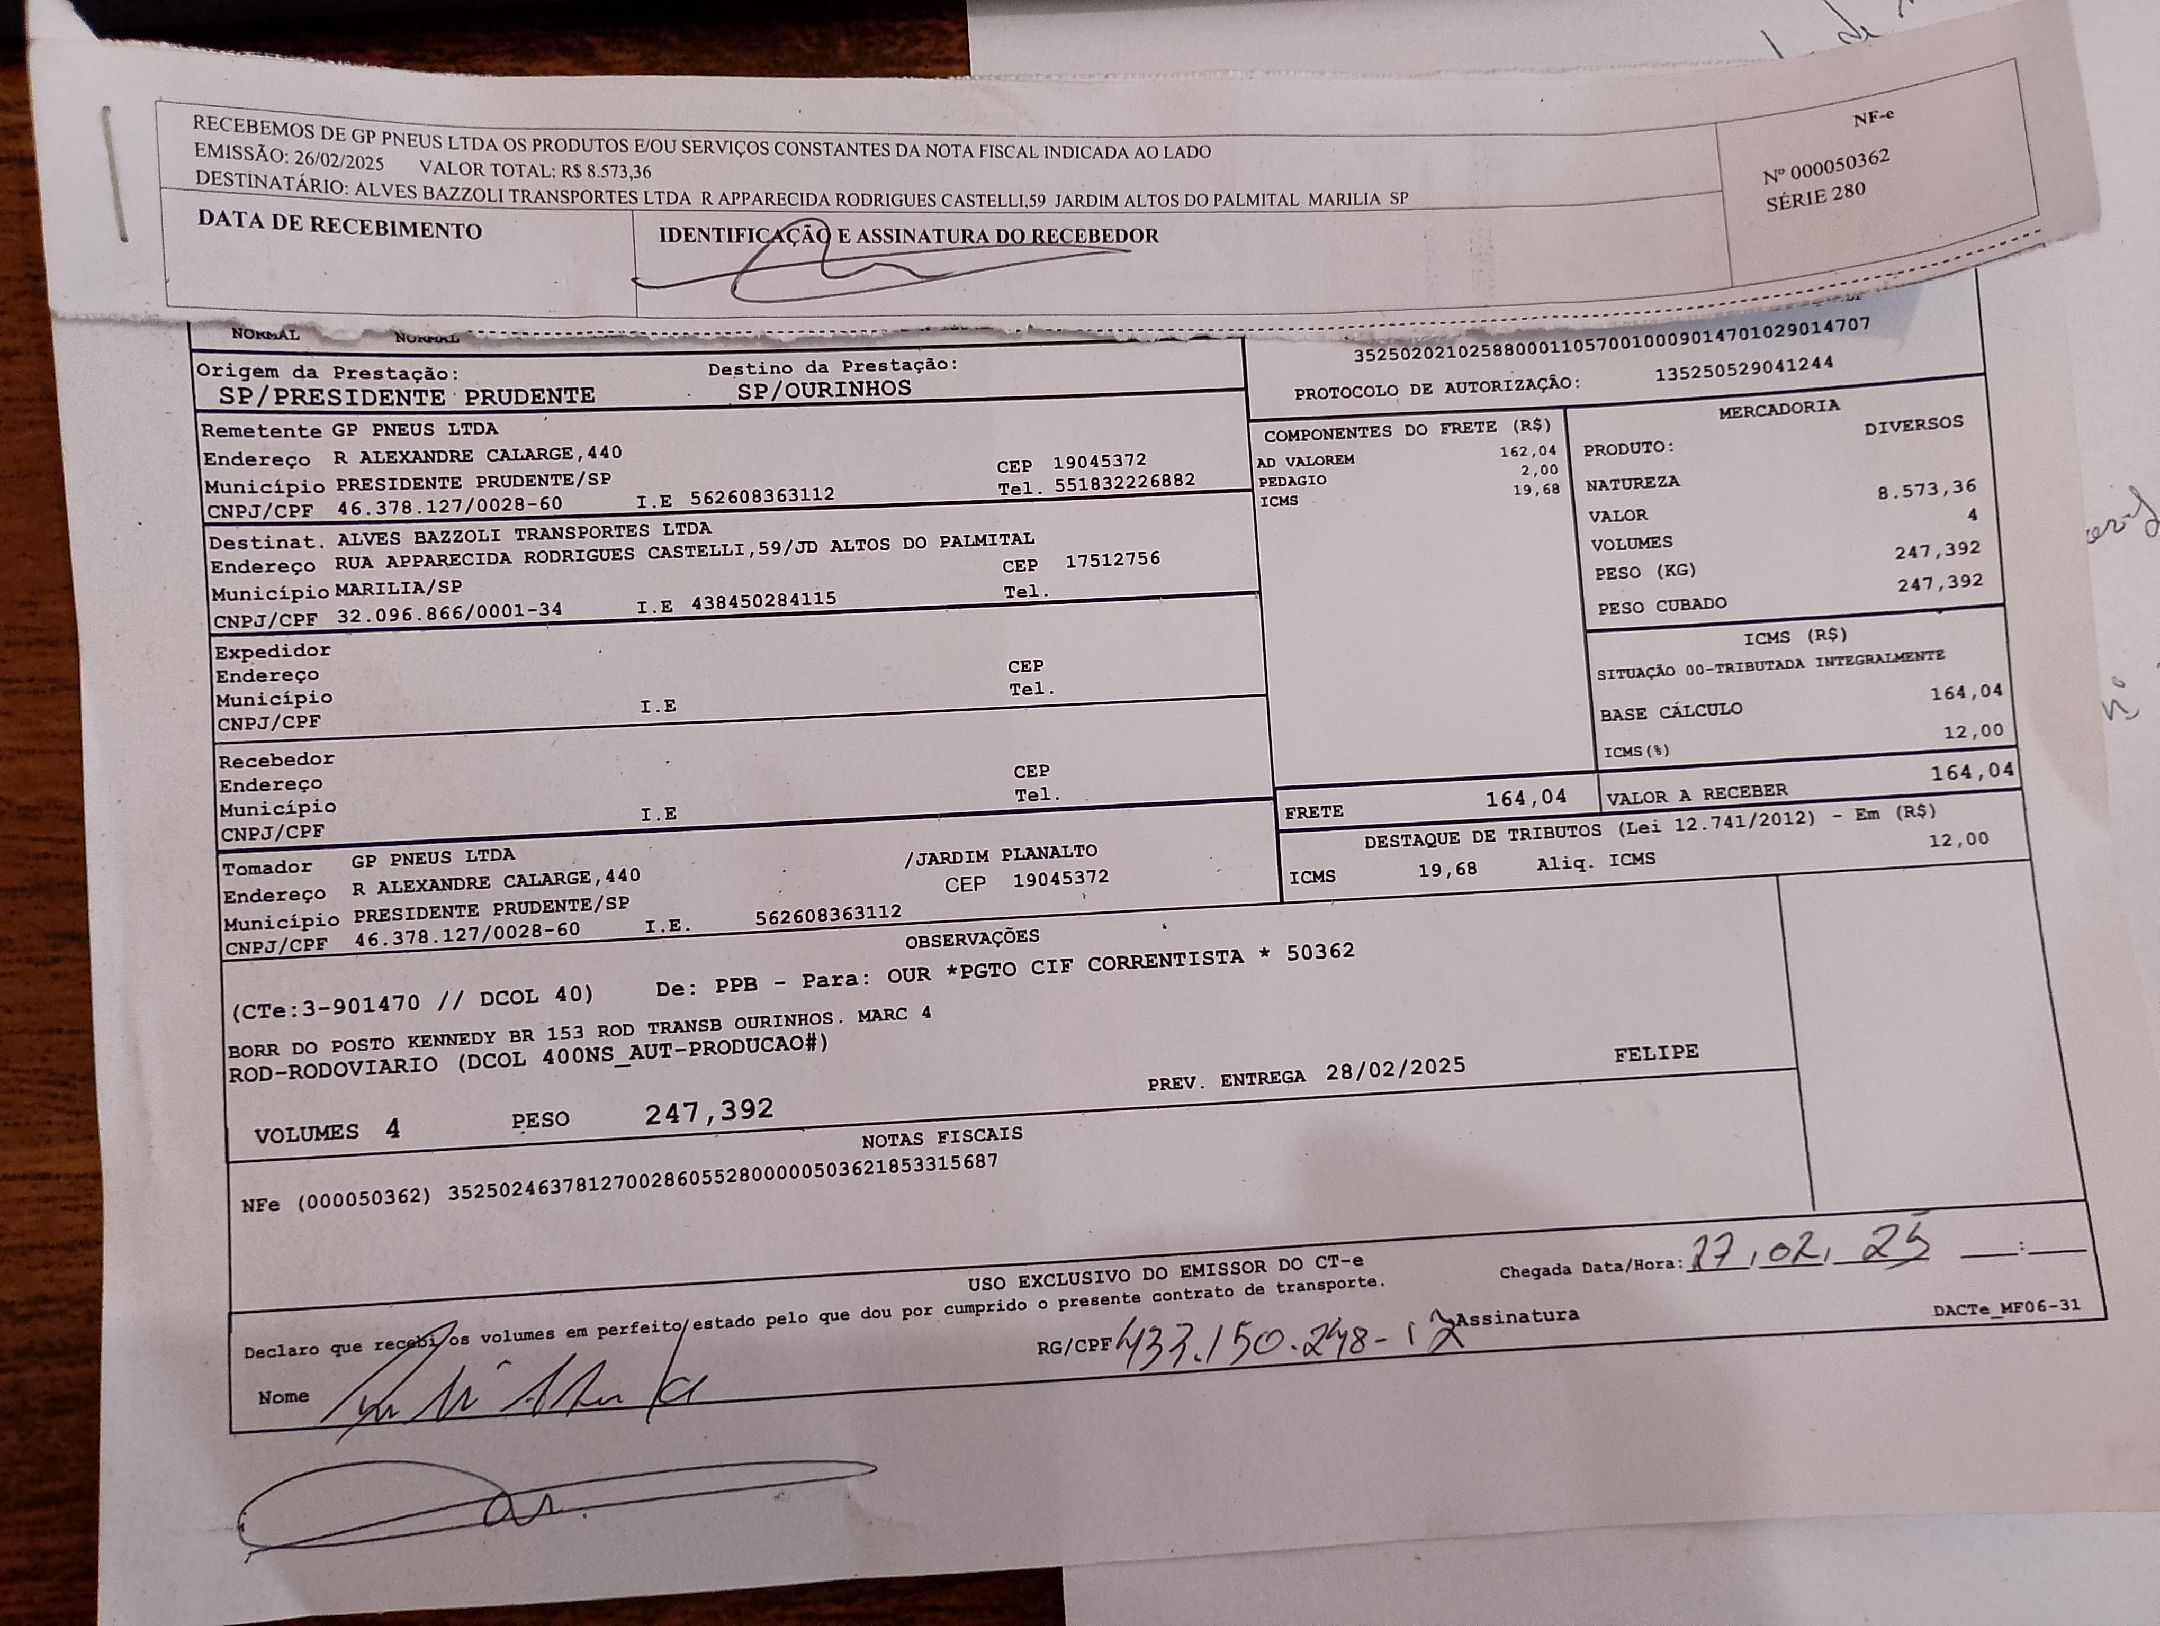 RECEBEMOS DE GP PNEUS LTDA OS PRODUTOS E/OU SERVIÇOS CONSTANTES DA NOTA FISCAL INDICADA AO LADO
EMISSÃO: 26/02/2025 VALOR TOTAL: R$ 8.573,36
DESTINATÁRIO: ALVES BAZZOLI TRANSPORTES LTDA R APPARECIDA RODRIGUES CASTELLI,59 JARDIM ALTOS DO PALMITAL MARILIA SP
DATA DE RECEBIMENTO
IDENTIFICAÇÃO E ASSINATURA DO RECEBEDOR
NF-e
Nº 000050362
SÉRIE 280
NORMAL NORMAL
Origem da Prestação: Destino da Prestação:
SP/PRESIDENTE PRUDENTE SP/OURINHOS
35250202102588000110570010009014701029014707
PROTOCOLO DE AUTORIZAÇÃO: 135250529041244
Remetente GP PNEUS LTDA
Endereço R ALEXANDRE CALARGE,440 CEP 19045372
Município PRESIDENTE PRUDENTE/SP Tel. 551832226882
CNPJ/CPF 46.378.127/0028-60 I.E 562608363112
Destinat. ALVES BAZZOLI TRANSPORTES LTDA
Endereço RUA APPARECIDA RODRIGUES CASTELLI,59/JD ALTOS DO PALMITAL
Município MARILIA/SP CEP 17512756
CNPJ/CPF 32.096.866/0001-34 I.E 438450284115 Tel.
Expedidor
Endereço CEP
Município Tel.
CNPJ/CPF I.E
Recebedor
Endereço CEP
Município Tel.
CNPJ/CPF I.E
Tomador GP PNEUS LTDA /JARDIM PLANALTO
Endereço R ALEXANDRE CALARGE,440 CEP 19045372
Município PRESIDENTE PRUDENTE/SP
CNPJ/CPF 46.378.127/0028-60 I.E. 562608363112
COMPONENTES DO FRETE (R$)
AD VALOREM 162,04
PEDAGIO 2,00
ICMS 19,68
MERCADORIA
PRODUTO: DIVERSOS
NATUREZA
VALOR 8.573,36
VOLUMES 4
PESO (KG) 247,392
PESO CUBADO 247,392
ICMS (R$)
SITUAÇÃO 00-TRIBUTADA INTEGRALMENTE
BASE CÁLCULO 164,04
ICMS(%) 12,00
FRETE 164,04 VALOR A RECEBER 164,04
DESTAQUE DE TRIBUTOS (Lei 12.741/2012) - Em (R$)
ICMS 19,68 Aliq. ICMS 12,00
OBSERVAÇÕES
(CTe:3-901470 // DCOL 40) De: PPB - Para: OUR *PGTO CIF CORRENTISTA * 50362
BORR DO POSTO KENNEDY BR 153 ROD TRANSB OURINHOS. MARC 4
ROD-RODOVIARIO (DCOL 400NS_AUT-PRODUCAO#)
PREV. ENTREGA 28/02/2025 FELIPE
VOLUMES 4 PESO 247,392
NOTAS FISCAIS
NFe (000050362) 35250246378127002860552800000503621853315687
USO EXCLUSIVO DO EMISSOR DO CT-e
Chegada Data/Hora: 27, 02, 25 ___:___
Declaro que recebi os volumes em perfeito estado pelo que dou por cumprido o presente contrato de transporte.
Nome RG/CPF 433.150.248-12 Assinatura
DACTe_MF06-31